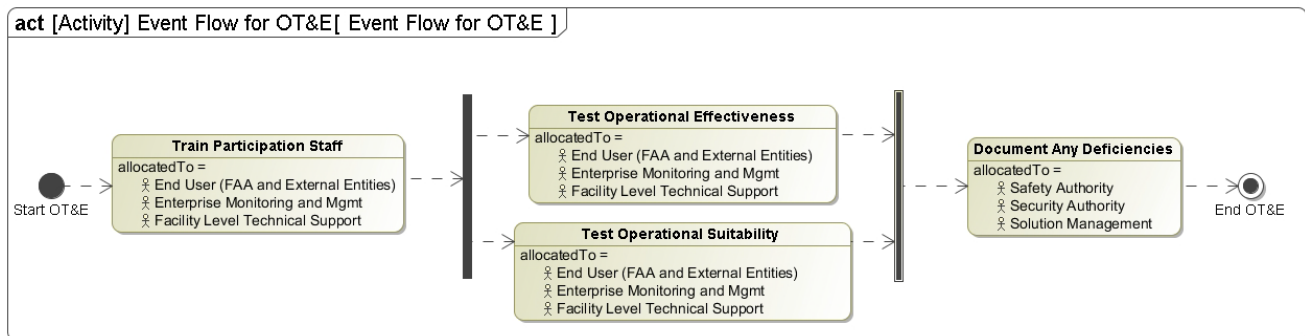 act [Activity] Event Flow for OT&E[ Event Flow for OT&E ]
Start OT&E
Train Participation Staff
allocatedTo =
End User (FAA and External Entities)
Enterprise Monitoring and Mgmt
Facility Level Technical Support
Test Operational Effectiveness
allocatedTo =
End User (FAA and External Entities)
Enterprise Monitoring and Mgmt
Facility Level Technical Support
Test Operational Suitability
allocatedTo =
End User (FAA and External Entities)
Enterprise Monitoring and Mgmt
Facility Level Technical Support
Document Any Deficiencies
allocatedTo =
Safety Authority
Security Authority
Solution Management
End OT&E